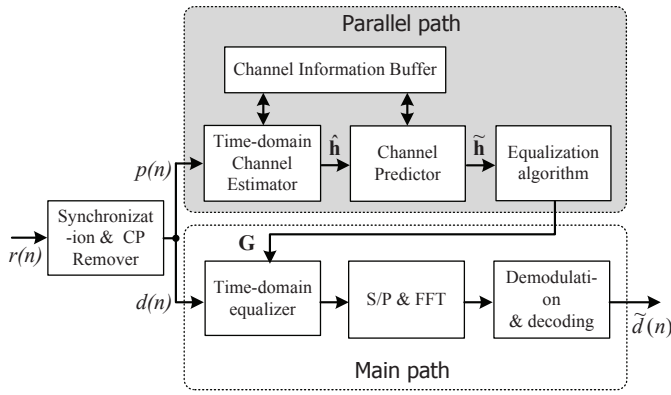 Parallel path
Channel Information Buffer
Time-domain
Channel
Estimator
ĥ
Channel
Predictor
h̃
Equalization
algorithm
p(n)
Synchronizat
-ion & CP
Remover
r(n)
d(n)
G
Time-domain
equalizer
S/P & FFT
Demodulati-
on
& decoding
d̃(n)
Main path